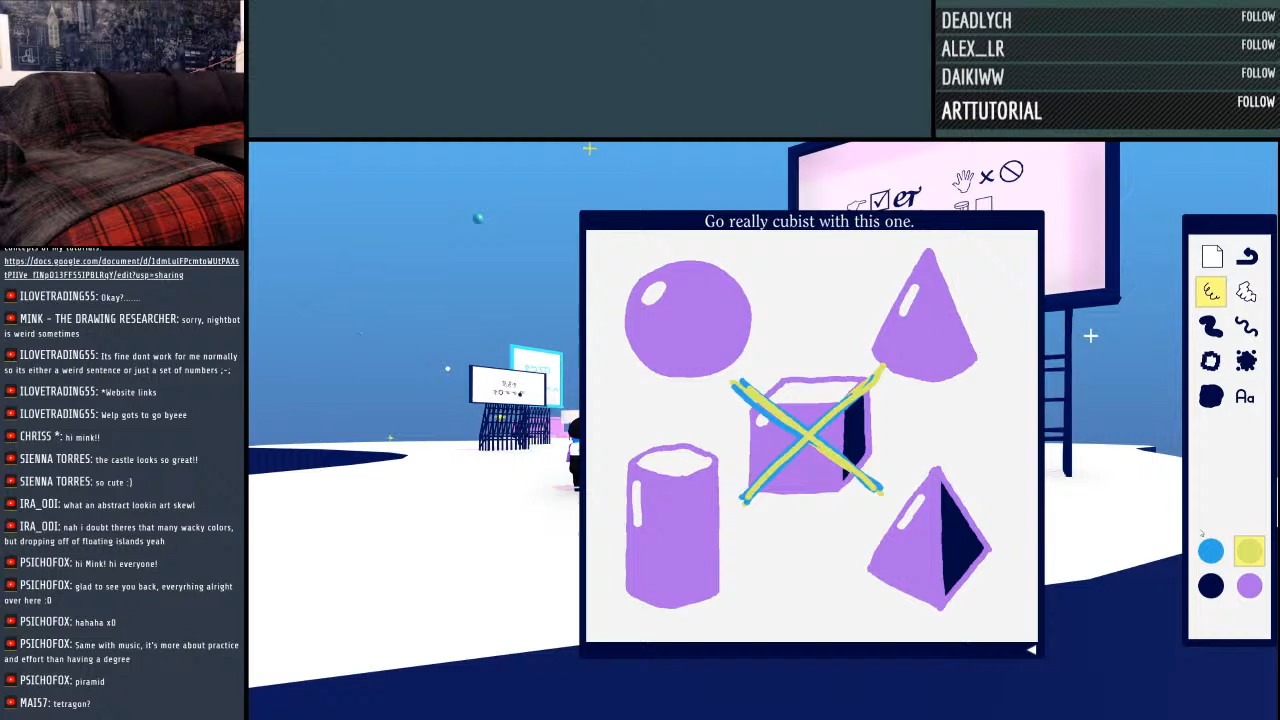 DEADLYCH FOLLOW
ALEX_LR FOLLOW
DAIKIWW FOLLOW
ARTTUTORIAL FOLLOW
er
Go really cubist with this one.
Aa
concepts of my tutorials:
https://docs.google.com/document/d/
ILOVETRADING55: Okay?.......
MINK - THE DRAWING RESEARCHER: sorry, nightbot
is weird sometimes
ILOVETRADING55: Its fine dont work for me normally
so its either a weird sentence or just a set of numbers ;-;
ILOVETRADING55: *Website links
ILOVETRADING55: Welp gots to go byeee
CHRISS *: hi mink!!
SIENNA TORRES: the castle looks so great!!
SIENNA TORRES: so cute :)
IRA_ODI: what an abstract lookin art skewl
IRA_ODI: nah i doubt theres that many wacky colors,
but dropping off of floating islands yeah
PSICHOFOX: hi Mink! hi everyone!
PSICHOFOX: glad to see you back, everyrhing alright
over here :D
PSICHOFOX: hahaha xD
PSICHOFOX: Same with music, it's more about practice
and effort than having a degree
PSICHOFOX: piramid
MAI57: tetragon?